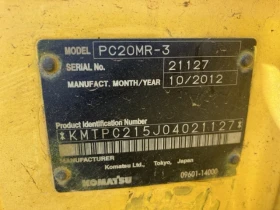 MODEL PC20MR-3
SERIAL No. 21127
MANUFACT. MONTH/YEAR 10/2012
Product Identification Number
*KMTPC215J04021127*
MANUFACTURER
Komatsu Ltd., Tokyo, Japan
KOMATSU 09601-14000